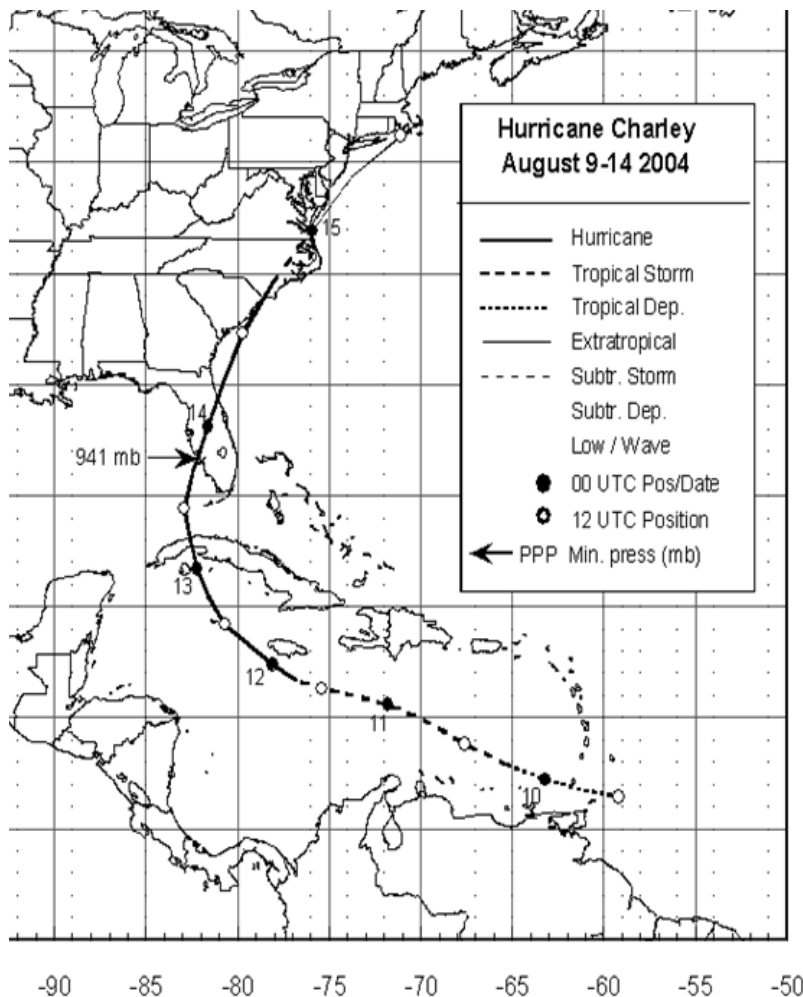 Hurricane Charley
August 9-14 2004
Hurricane
Tropical Storm
Tropical Dep.
Extratropical
Subtr. Storm
Subtr. Dep.
Low / Wave
00 UTC Pos/Date
12 UTC Position
PPP Min. press (mb)
15
14
941 mb
13
12
11
10
-90 -85 -80 -75 -70 -65 -59 -55 -50